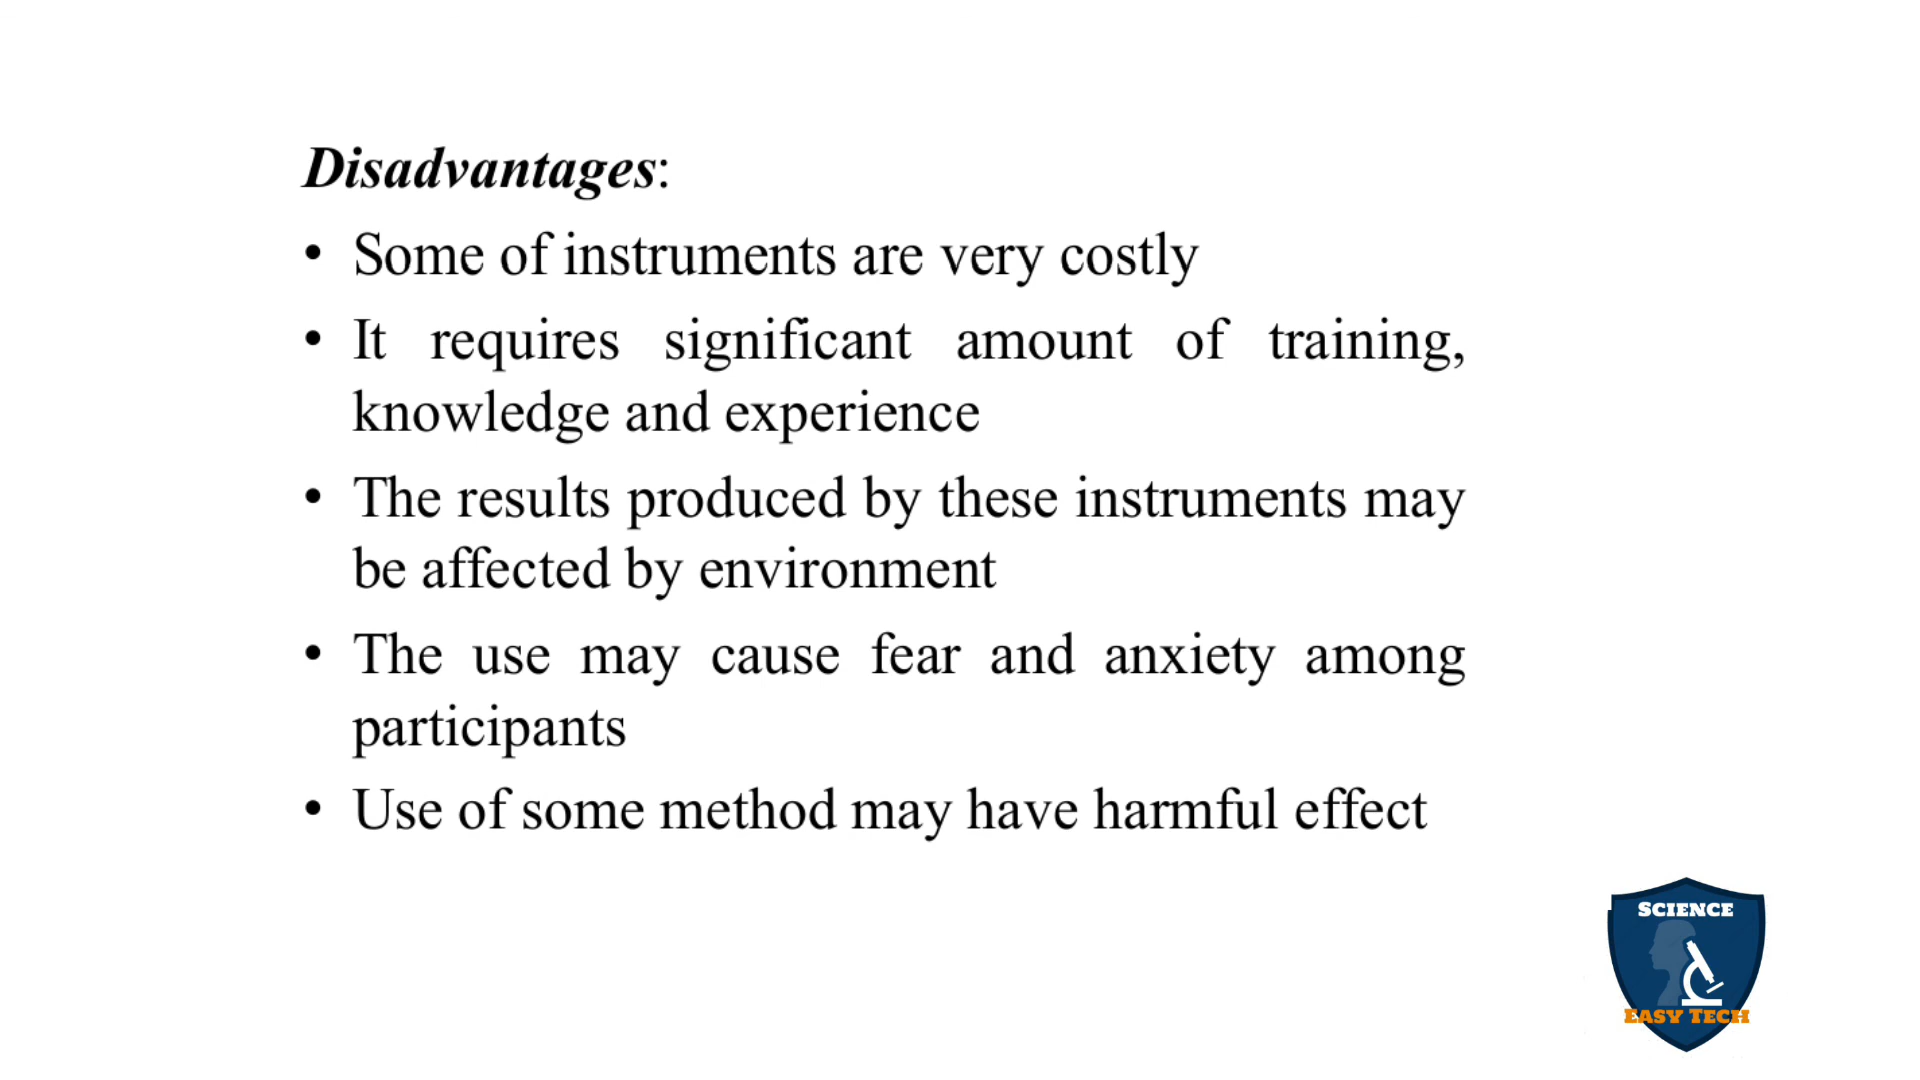 Disadvantages:
• Some of instruments are very costly
• It requires significant amount of training,
knowledge and experience
• The results produced by these instruments may
be affected by environment
• The use may cause fear and anxiety among
participants
• Use of some method may have harmful effect
SCIENCE
EASY TECH